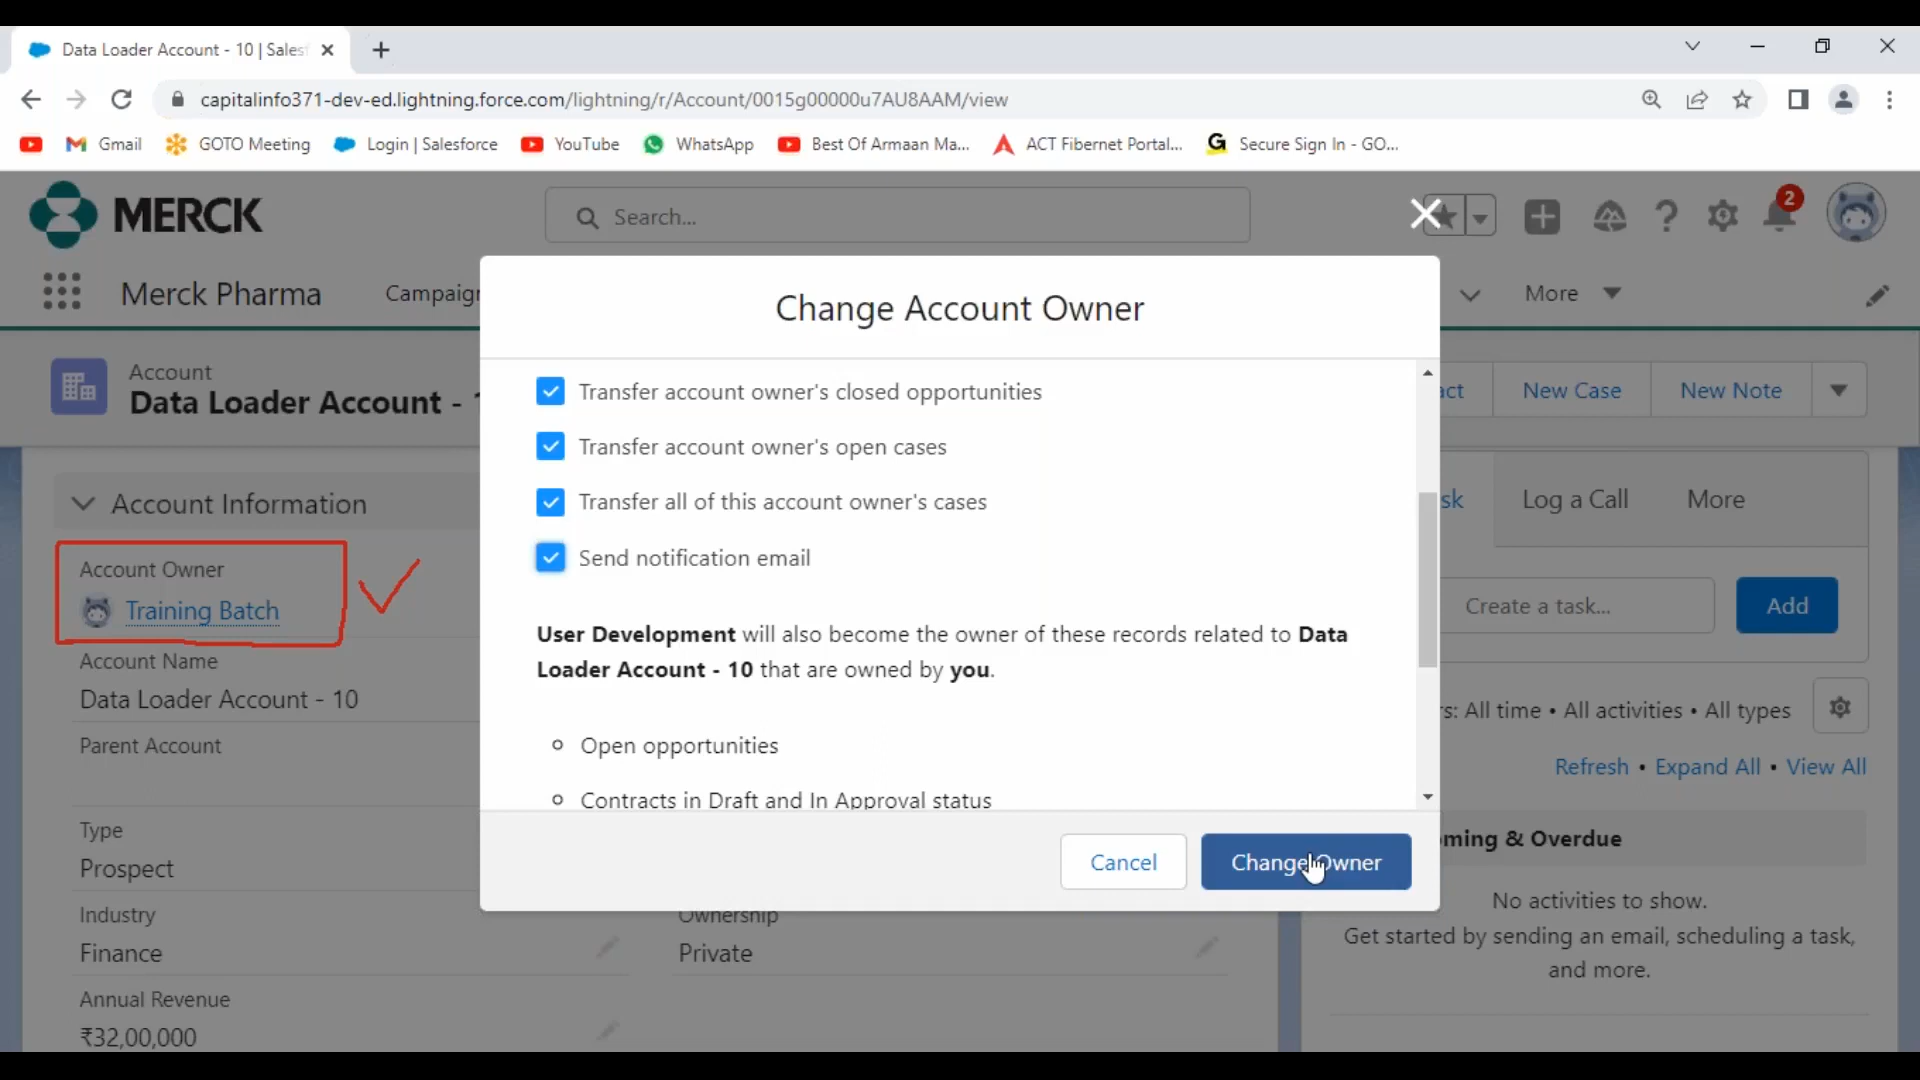 Data Loader Account - 10 | Sales
capitalinfo371-dev-ed.lightning.force.com/lightning/r/Account/0015g00000u7AU8AAM/view
Gmail GOTO Meeting Login | Salesforce YouTube WhatsApp Best Of Armaan Ma... ACT Fibernet Portal... G Secure Sign In - GO...
MERCK Search... 2
Merck Pharma Campaign More
Change Account Owner
Account
Data Loader Account -
New Case New Note
Transfer account owner's closed opportunities
Transfer account owner's open cases
Transfer all of this account owner's cases
Send notification email
User Development will also become the owner of these records related to Data
Loader Account - 10 that are owned by you.
Open opportunities
Contracts in Draft and In Approval status
Cancel Change Owner
Account Information
Account Owner
Training Batch
Account Name
Data Loader Account - 10
Parent Account
Type
Prospect
Industry
Finance
Ownership
Private
Annual Revenue
₹32,00,000
Log a Call More
Create a task... Add
All time • All activities • All types
Refresh • Expand All • View All
& Overdue
No activities to show.
Get started by sending an email, scheduling a task,
and more.